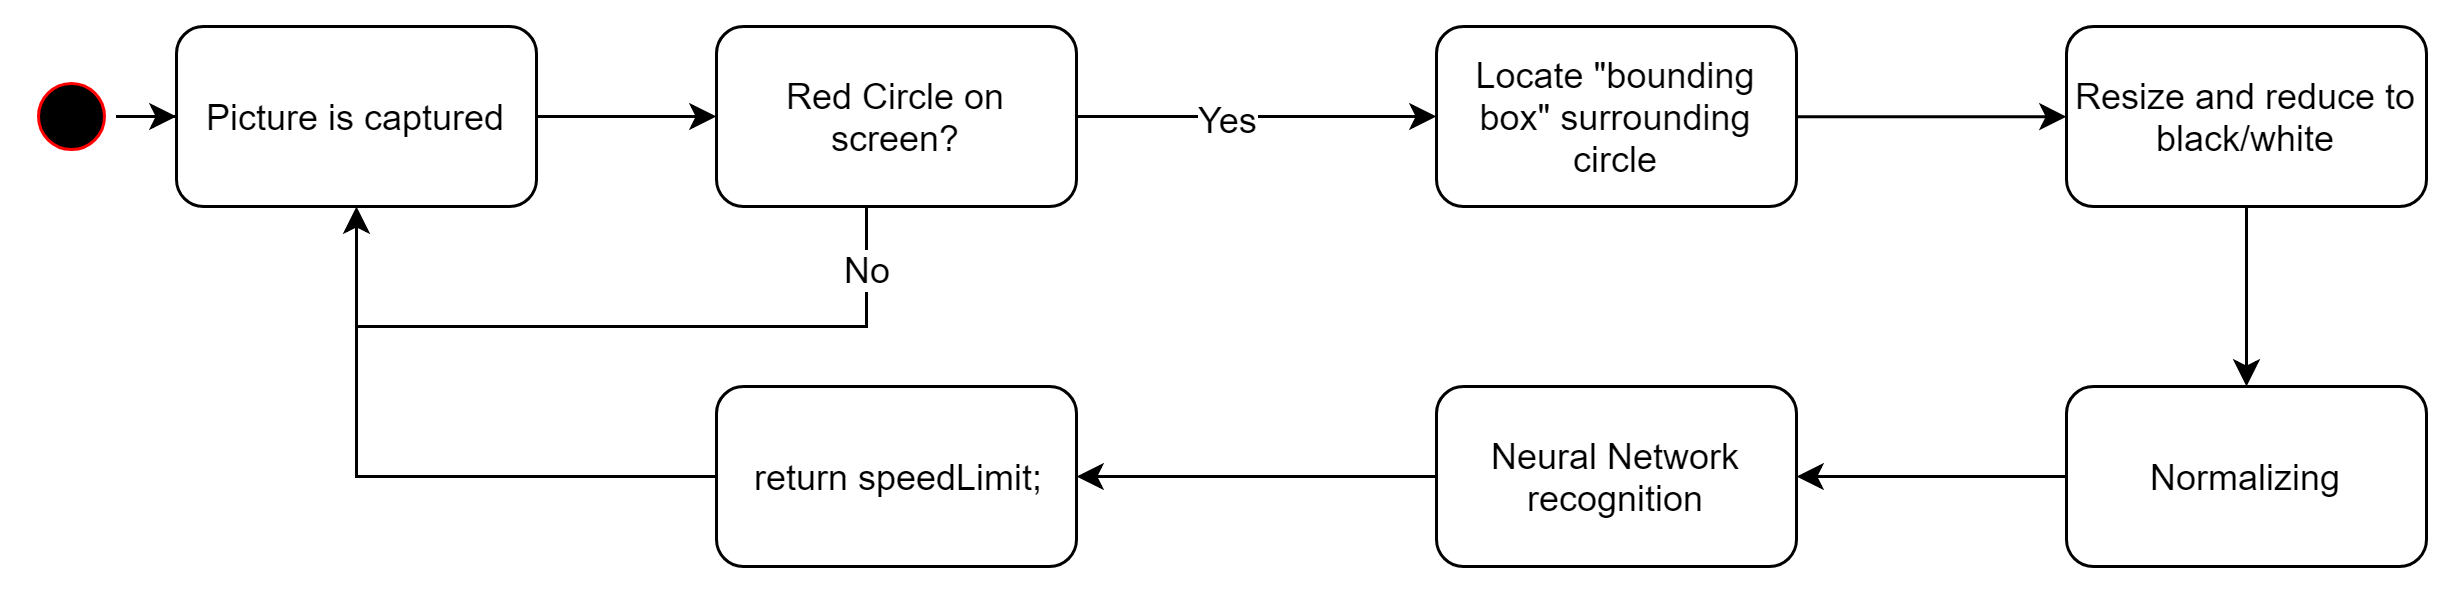 Picture is captured
Red Circle on
screen?
Yes
Locate "bounding
box" surrounding
circle
Resize and reduce to
black/white
No
return speedLimit;
Neural Network
recognition
Normalizing